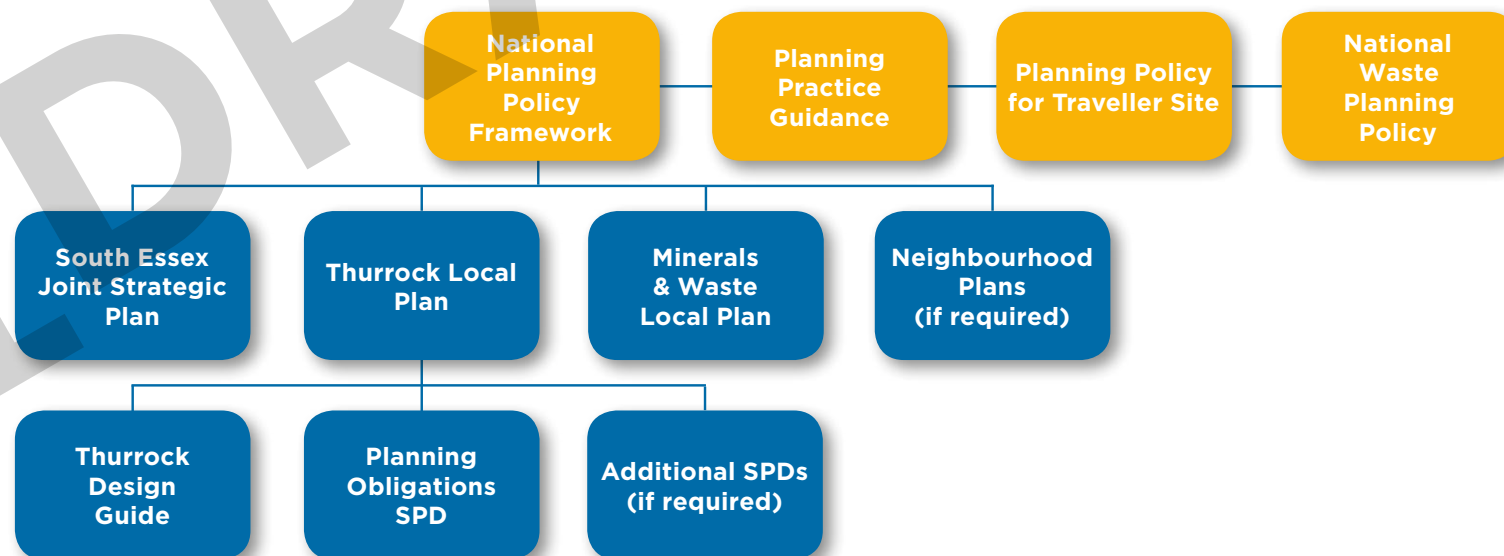 National
Planning
Policy
Framework
Planning
Practice
Guidance
Planning Policy
for Traveller Site
National
Waste
Planning
Policy
South Essex
Joint Strategic
Plan
Thurrock Local
Plan
Minerals
& Waste
Local Plan
Neighbourhood
Plans
(if required)
Thurrock
Design
Guide
Planning
Obligations
SPD
Additional SPDs
(if required)